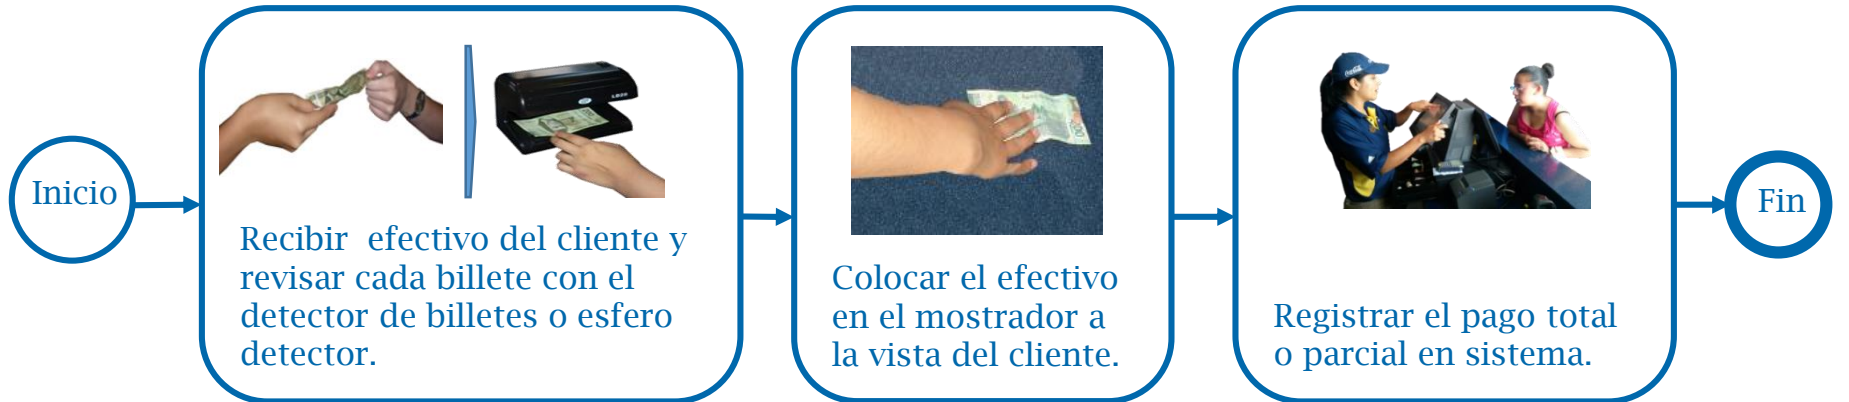 Inicio
Recibir efectivo del cliente y
revisar cada billete con el
detector de billetes o esfero
detector.
Colocar el efectivo
en el mostrador a
la vista del cliente.
Registrar el pago total
o parcial en sistema.
Fin